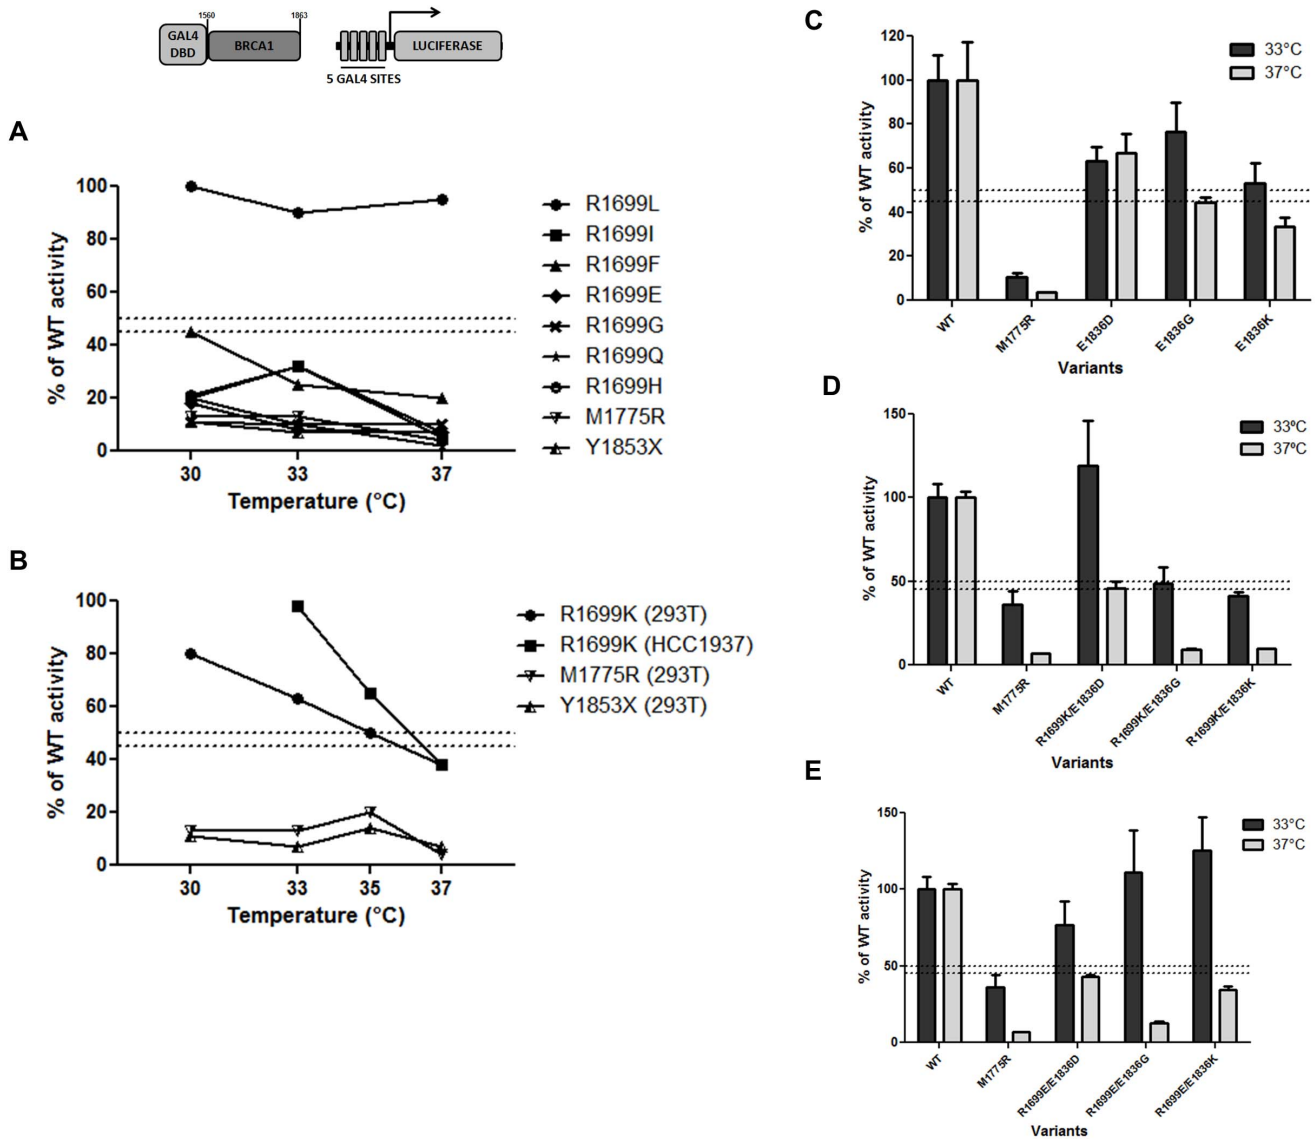 1560
1863
GAL4
DBD
BRCA1
LUCIFERASE
5 GAL4 SITES
A
% of WT activity
100
80
60
40
20
0
30
33
37
Temperature (°C)
R1699L
R1699I
R1699F
R1699E
R1699G
R1699Q
R1699H
M1775R
Y1853X
B
% of WT activity
100
80
60
40
20
0
30
33
35
37
Temperature (°C)
R1699K (293T)
R1699K (HCC1937)
M1775R (293T)
Y1853X (293T)
C
% of WT activity
120
100
80
60
40
20
0
33°C
37°C
WT
M1775R
E1836D
E1836G
E1836K
Variants
D
% of WT activity
150
100
50
0
33ºC
37ºC
WT
M1775R
R1699K/E1836D
R1699K/E1836G
R1699K/E1836K
Variants
E
% of WT activity
150
100
50
0
33°C
37°C
WT
M1775R
R1699E/E1836D
R1699E/E1836G
R1699E/E1836K
Variants